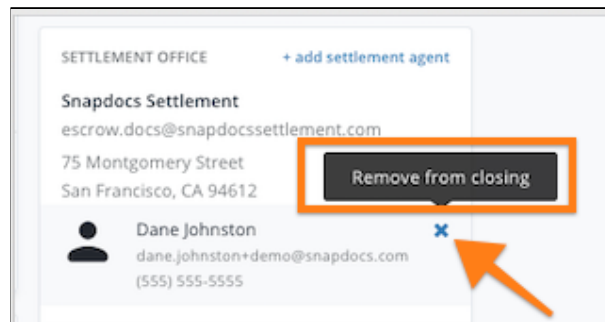 SETTLEMENT OFFICE + add settlement agent
Snapdocs Settlement
escrow.docs@snapdocssettlement.com
75 Montgomery Street
San Francisco, CA 94612
Remove from closing
Dane Johnston
dane.johnston+demo@snapdocs.com
(555) 555-5555